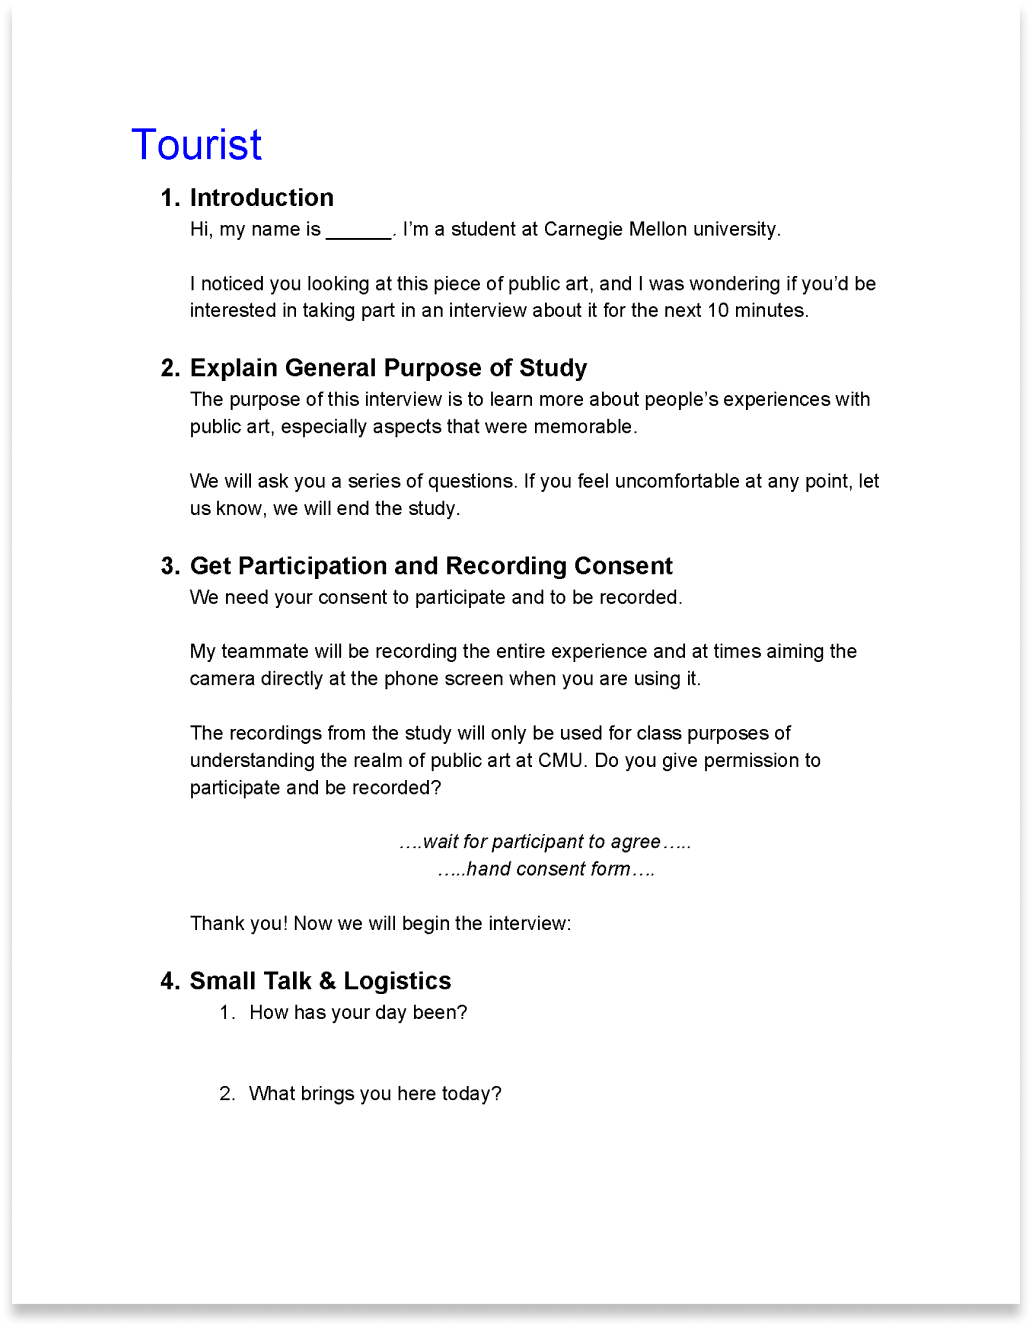 Tourist
1. Introduction
Hi, my name is ______. I’m a student at Carnegie Mellon university.
I noticed you looking at this piece of public art, and I was wondering if you’d be
interested in taking part in an interview about it for the next 10 minutes.
2. Explain General Purpose of Study
The purpose of this interview is to learn more about people’s experiences with
public art, especially aspects that were memorable.
We will ask you a series of questions. If you feel uncomfortable at any point, let
us know, we will end the study.
3. Get Participation and Recording Consent
We need your consent to participate and to be recorded.
My teammate will be recording the entire experience and at times aiming the
camera directly at the phone screen when you are using it.
The recordings from the study will only be used for class purposes of
understanding the realm of public art at CMU. Do you give permission to
participate and be recorded?
….wait for participant to agree…..
…..hand consent form….
Thank you! Now we will begin the interview:
4. Small Talk & Logistics
1. How has your day been?
2. What brings you here today?